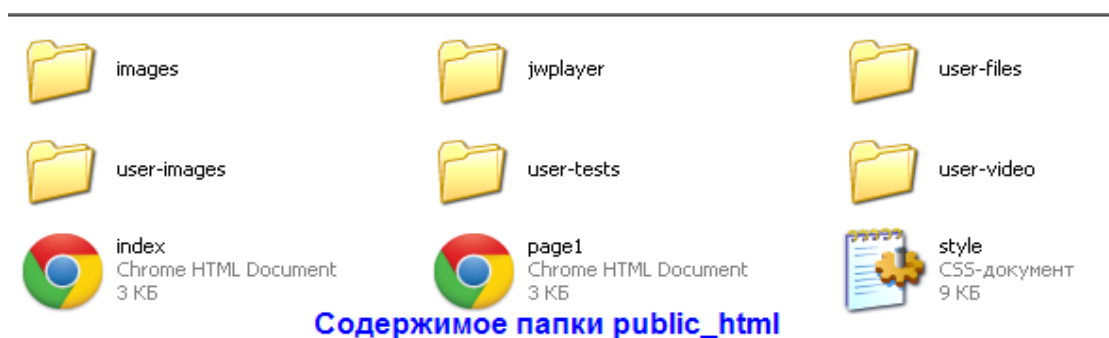 images
jwplayer
user-files
user-images
user-tests
user-video
index
Chrome HTML Document
3 КБ
page1
Chrome HTML Document
3 КБ
style
CSS-документ
9 КБ
Содержимое папки public_html